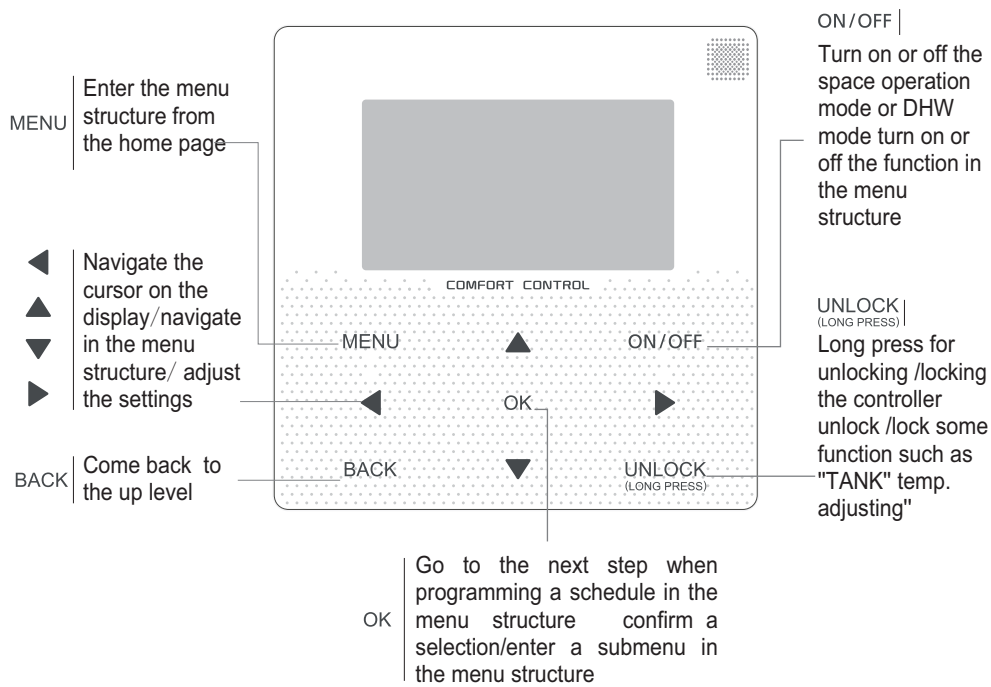 MENU
Enter the menu
structure from
the home page
◀
▲
▼
▶
Navigate the
cursor on the
display/navigate
in the menu
structure/ adjust
the settings
BACK
Come back to
the up level
COMFORT CONTROL
MENU
▲
ON/OFF
◀
OK
▶
BACK
▼
UNLOCK
(LONG PRESS)
ON/OFF
Turn on or off the
space operation
mode or DHW
mode turn on or
off the function in
the menu
structure
UNLOCK
(LONG PRESS)
Long press for
unlocking /locking
the controller
unlock /lock some
function such as
"TANK" temp.
adjusting"
OK
Go to the next step when
programming a schedule in the
menu structure confirm a
selection/enter a submenu in
the menu structure